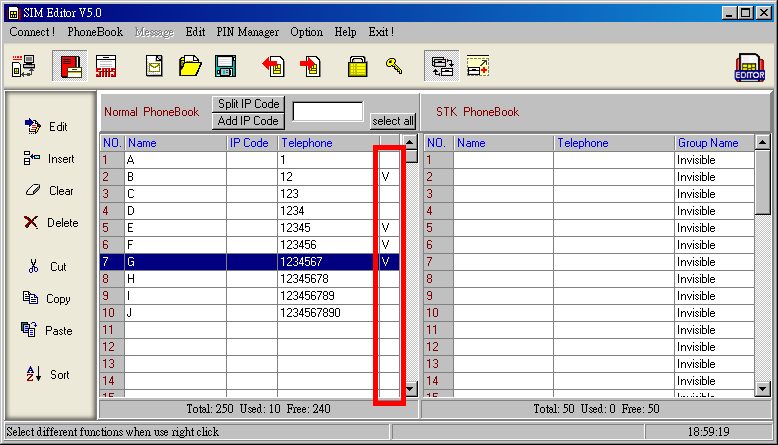 SIM Editor V5.0
Connect ! PhoneBook Message Edit PIN Manager Option Help Exit !
SMS
EDITOR
Normal PhoneBook
Split IP Code
Add IP Code
select all
STK PhoneBook
Edit
Insert
Clear
Delete
Cut
Copy
Paste
Sort
NO. Name IP Code Telephone
1 A 1
2 B 12 V
3 C 123
4 D 1234
5 E 12345 V
6 F 123456 V
7 G 1234567 V
8 H 12345678
9 I 123456789
10 J 1234567890
11
12
13
14
15
Total: 250 Used: 10 Free: 240
NO. Name Telephone Group Name
1 Invisible
2 Invisible
3 Invisible
4 Invisible
5 Invisible
6 Invisible
7 Invisible
8 Invisible
9 Invisible
10 Invisible
11 Invisible
12 Invisible
13 Invisible
14 Invisible
15 Invisible
Total: 50 Used: 0 Free: 50
Select different functions when use right click
18:59:19